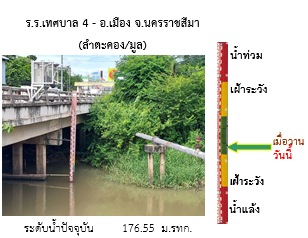 ร.ร.เทศบาล 4 - อ.เมือง จ.นครราชสีมา
(ลำตะคอง/มูล)
น้ำท่วม
เฝ้าระวัง
เมื่อวาน
วันนี้
เฝ้าระวัง
น้ำแล้ง
ระดับน้ำปัจจุบัน 176.55 ม.รทก.